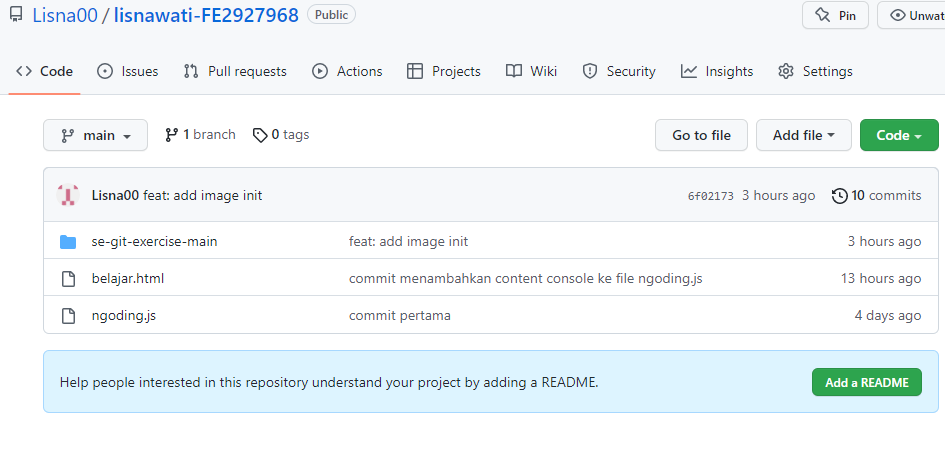 Lisna00 / lisnawati-FE2927968 Public Pin Unwat
Code Issues Pull requests Actions Projects Wiki Security Insights Settings
main 1 branch 0 tags Go to file Add file Code
Lisna00 feat: add image init 6f02173 3 hours ago 10 commits
se-git-exercise-main feat: add image init 3 hours ago
belajar.html commit menambahkan content console ke file ngoding.js 13 hours ago
ngoding.js commit pertama 4 days ago
Help people interested in this repository understand your project by adding a README. Add a README